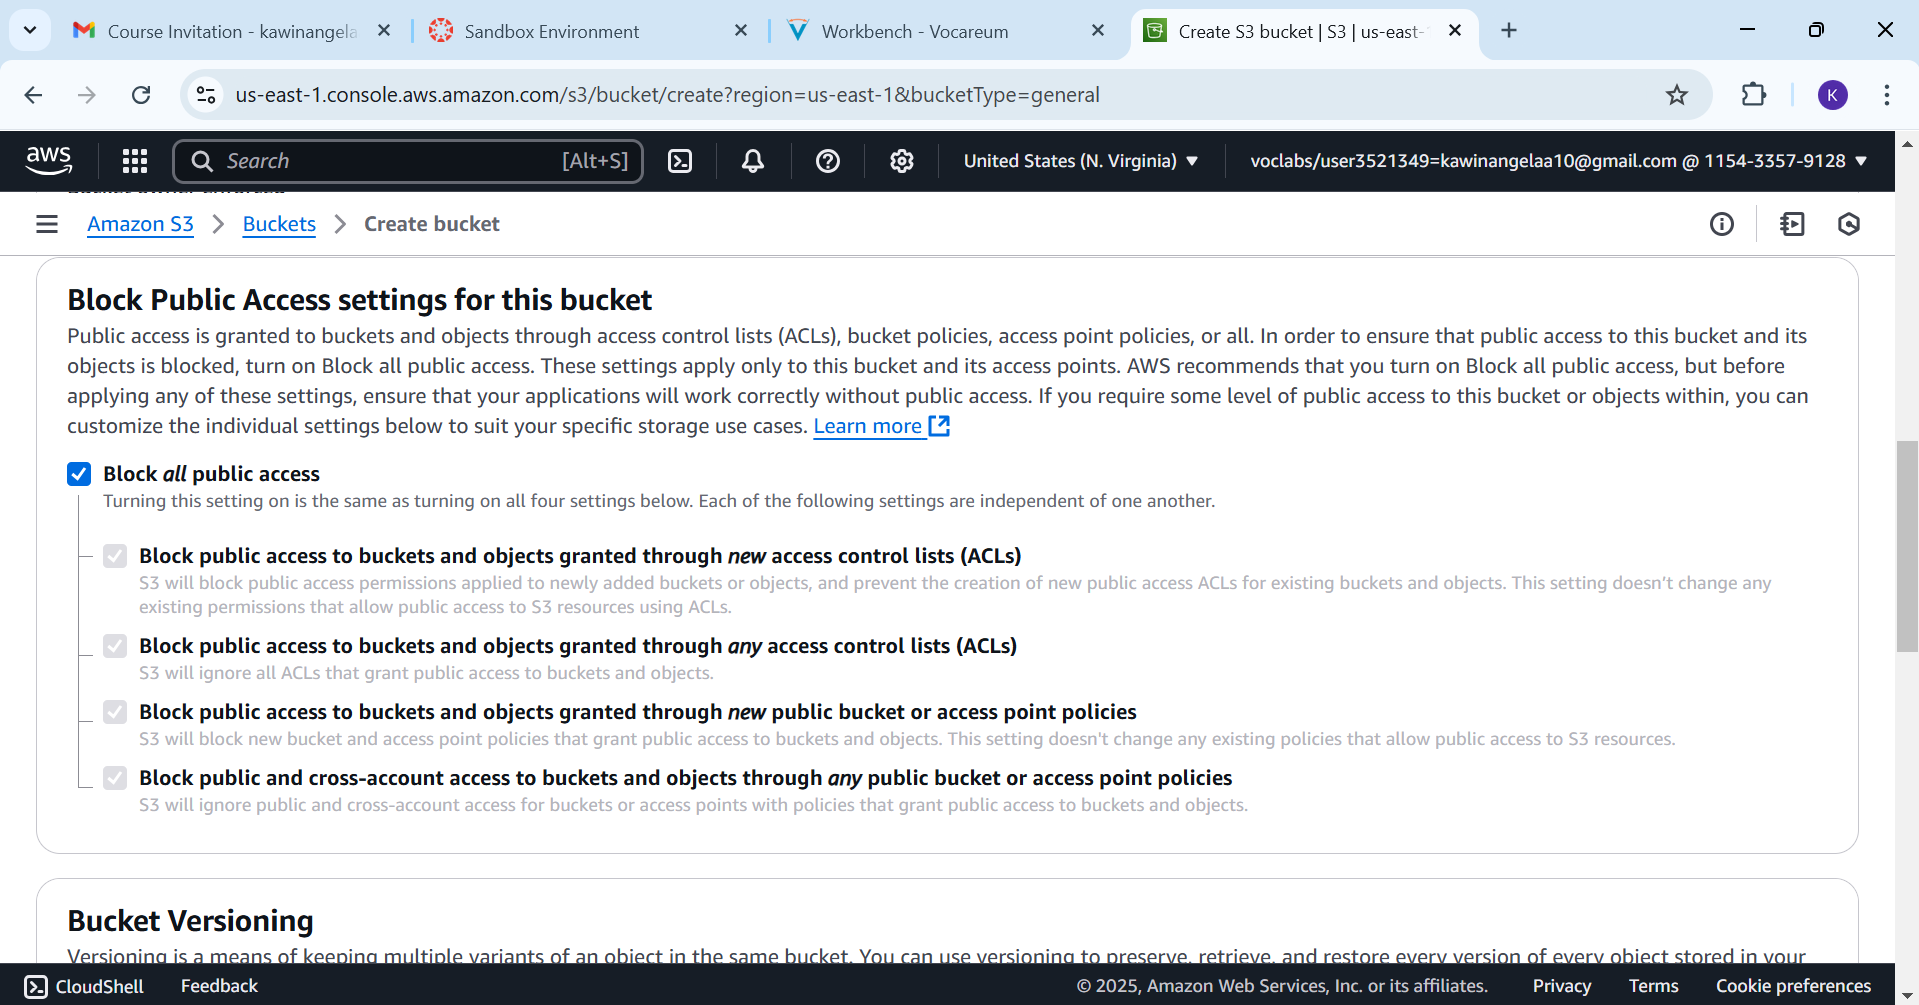 Course Invitation - kawinangela
Sandbox Environment
Workbench - Vocareum
Create S3 bucket | S3 | us-east-
us-east-1.console.aws.amazon.com/s3/bucket/create?region=us-east-1&bucketType=general
K
aws
Search
[Alt+S]
United States (N. Virginia)
voclabs/user3521349=kawinangelaa10@gmail.com @ 1154-3357-9128
Amazon S3
Buckets
Create bucket
Block Public Access settings for this bucket
Public access is granted to buckets and objects through access control lists (ACLs), bucket policies, access point policies, or all. In order to ensure that public access to this bucket and its
objects is blocked, turn on Block all public access. These settings apply only to this bucket and its access points. AWS recommends that you turn on Block all public access, but before
applying any of these settings, ensure that your applications will work correctly without public access. If you require some level of public access to this bucket or objects within, you can
customize the individual settings below to suit your specific storage use cases. Learn more
Block all public access
Turning this setting on is the same as turning on all four settings below. Each of the following settings are independent of one another.
Block public access to buckets and objects granted through new access control lists (ACLs)
S3 will block public access permissions applied to newly added buckets or objects, and prevent the creation of new public access ACLs for existing buckets and objects. This setting doesn’t change any
existing permissions that allow public access to S3 resources using ACLs.
Block public access to buckets and objects granted through any access control lists (ACLs)
S3 will ignore all ACLs that grant public access to buckets and objects.
Block public access to buckets and objects granted through new public bucket or access point policies
S3 will block new bucket and access point policies that grant public access to buckets and objects. This setting doesn't change any existing policies that allow public access to S3 resources.
Block public and cross-account access to buckets and objects through any public bucket or access point policies
S3 will ignore public and cross-account access for buckets or access points with policies that grant public access to buckets and objects.
Bucket Versioning
Versioning is a means of keeping multiple variants of an object in the same bucket. You can use versioning to preserve, retrieve, and restore every version of every object stored in your
CloudShell
Feedback
© 2025, Amazon Web Services, Inc. or its affiliates.
Privacy
Terms
Cookie preferences